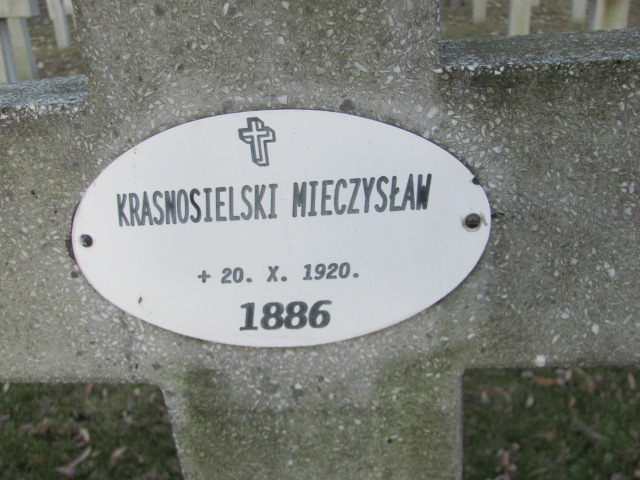 KRASNOSIELSKI MIECZYSŁAW
+ 20. X. 1920.
1886